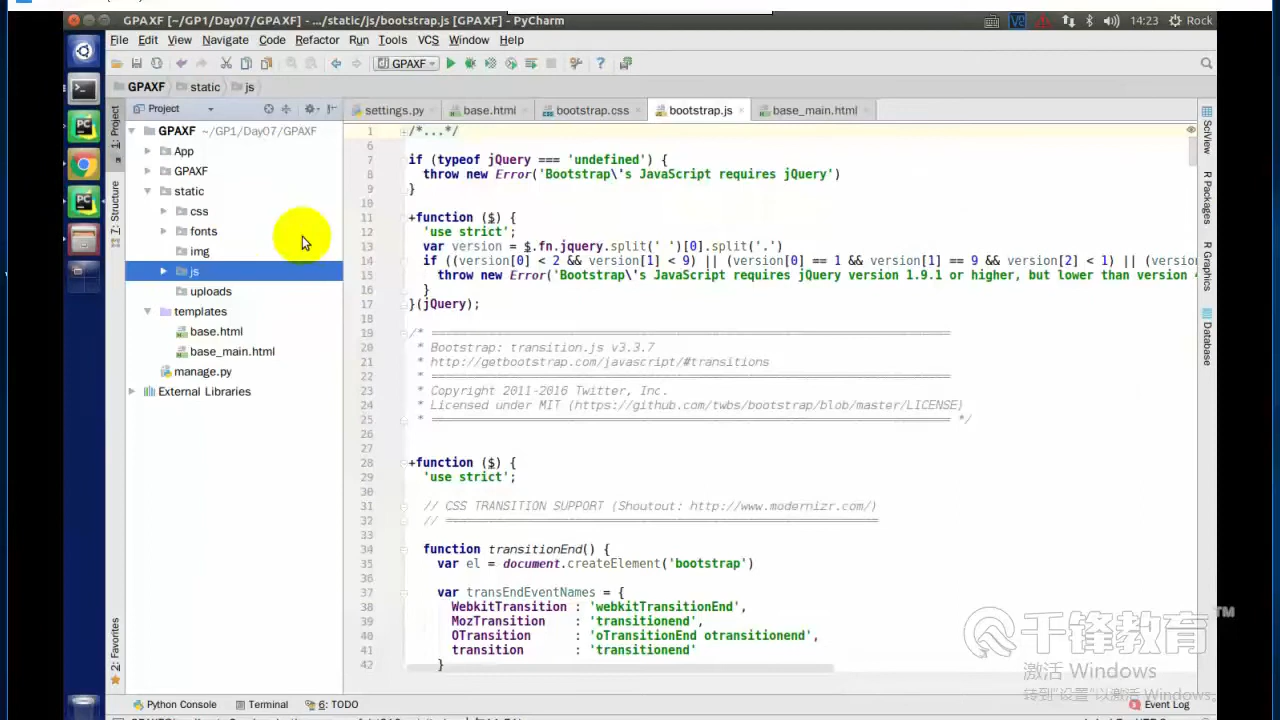 GPAXF [~/GP1/Day07/GPAXF] - .../static/js/bootstrap.js [GPAXF] - PyCharm
14:23 Rock
File Edit View Navigate Code Refactor Run Tools VCS Window Help
GPAXF
GPAXF static js
Project
settings.py base.html bootstrap.css bootstrap.js base_main.html
GPAXF ~/GP1/Day07/GPAXF
App
GPAXF
static
css
fonts
img
js
uploads
templates
base.html
base_main.html
manage.py
External Libraries
1: Project
7: Structure
2: Favorites
1 /*...*/
6
7 if (typeof jQuery === 'undefined') {
8 throw new Error('Bootstrap\'s JavaScript requires jQuery')
9 }
10
11 +function ($) {
12 'use strict';
13 var version = $.fn.jquery.split(' ')[0].split('.')
14 if ((version[0] < 2 && version[1] < 9) || (version[0] == 1 && version[1] == 9 && version[2] < 1) || (version
15 throw new Error('Bootstrap\'s JavaScript requires jQuery version 1.9.1 or higher, but lower than version
16 }
17 }(jQuery);
18
19 /* ========================================================================
20 * Bootstrap: transition.js v3.3.7
21 * http://getbootstrap.com/javascript/#transitions
22 * ========================================================================
23 * Copyright 2011-2016 Twitter, Inc.
24 * Licensed under MIT (https://github.com/twbs/bootstrap/blob/master/LICENSE)
25 * ======================================================================== */
26
27
28 +function ($) {
29 'use strict';
30
31 // CSS TRANSITION SUPPORT (Shoutout: http://www.modernizr.com/)
32 // ============================================================
33
34 function transitionEnd() {
35 var el = document.createElement('bootstrap')
36
37 var transEndEventNames = {
38 WebkitTransition : 'webkitTransitionEnd',
39 MozTransition : 'transitionend',
40 OTransition : 'oTransitionEnd otransitionend',
41 transition : 'transitionend'
42 }
SciView
R Packages
R Graphics
Database
千锋教育 TM
激活 Windows
转到"设置"以激活 Windows。
Python Console Terminal 6: TODO Event Log